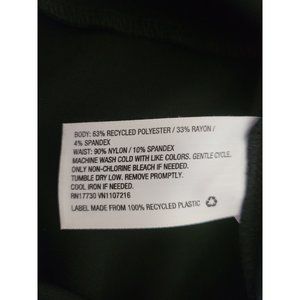 BODY: 63% RECYCLED POLYESTER / 33% RAYON /
4% SPANDEX
WAIST: 90% NYLON / 10% SPANDEX
MACHINE WASH COLD WITH LIKE COLORS. GENTLE CYCLE.
ONLY NON-CHLORINE BLEACH IF NEEDED.
TUMBLE DRY LOW. REMOVE PROMPTLY.
COOL IRON IF NEEDED.
RN17730 VN1107216
LABEL MADE FROM 100% RECYCLED PLASTIC